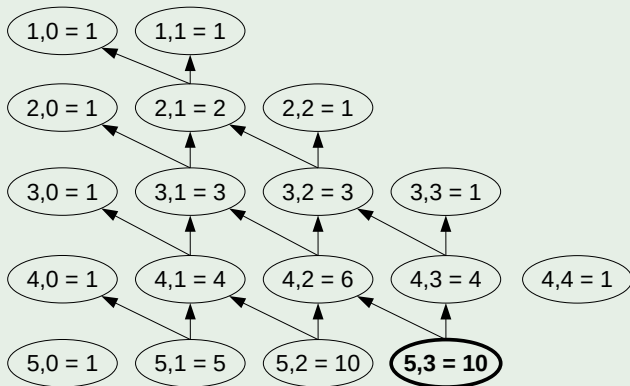 1,0 = 1 1,1 = 1
2,0 = 1 2,1 = 2 2,2 = 1
3,0 = 1 3,1 = 3 3,2 = 3 3,3 = 1
4,0 = 1 4,1 = 4 4,2 = 6 4,3 = 4 4,4 = 1
5,0 = 1 5,1 = 5 5,2 = 10 5,3 = 10